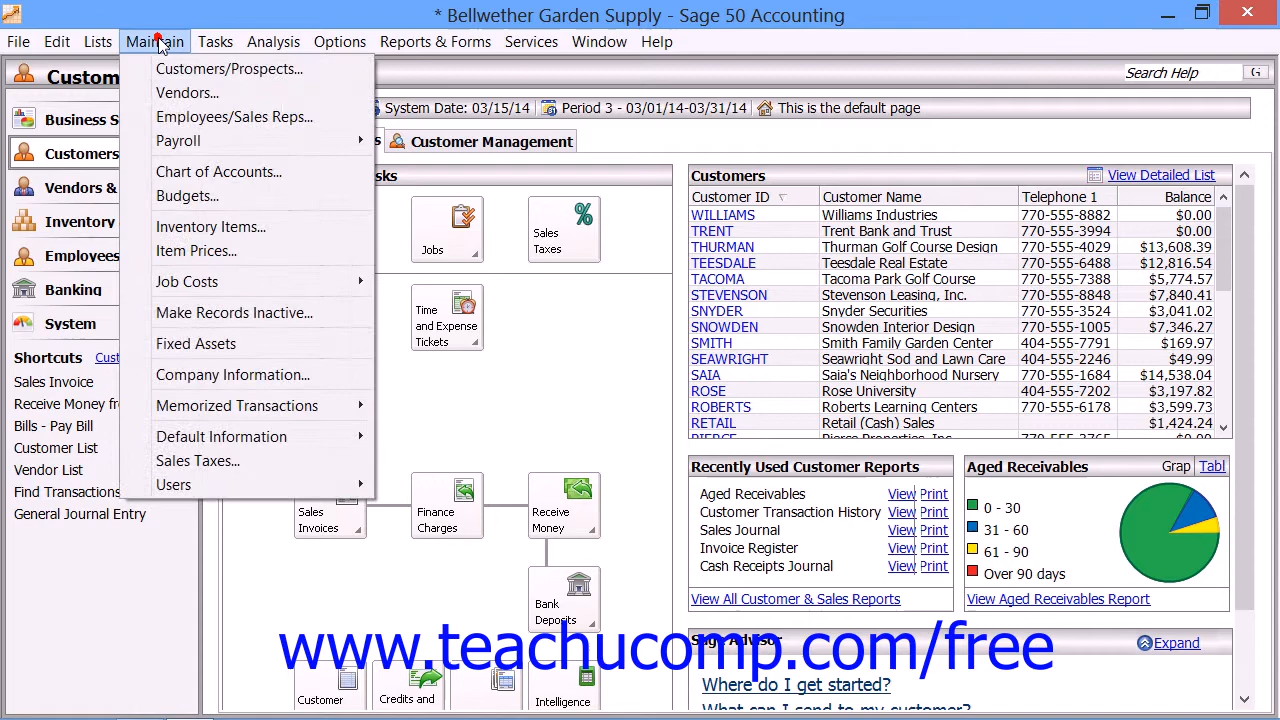 * Bellwether Garden Supply - Sage 50 Accounting
File Edit Lists Maintain Tasks Analysis Options Reports & Forms Services Window Help
Custom
Search Help
System Date: 03/15/14 Period 3 - 03/01/14-03/31/14 This is the default page
Customer Management
Business S
Customers
Vendors &
Inventory
Employees
Banking
System
Shortcuts Cust
Sales Invoice
Receive Money fr
Bills - Pay Bill
Customer List
Vendor List
Find Transactions
General Journal Entry
Customers/Prospects...
Vendors...
Employees/Sales Reps...
Payroll
Chart of Accounts...
Budgets...
Inventory Items...
Item Prices...
Job Costs
Make Records Inactive...
Fixed Assets
Company Information...
Memorized Transactions
Default Information
Sales Taxes...
Users
sks
Jobs
Sales
Taxes
Time
and Expense
Tickets
Sales
Invoices
Finance
Charges
Receive
Money
Bank
Deposits
Customer
Credits and
Intelligence
Customers View Detailed List
Customer ID Customer Name Telephone 1 Balance
WILLIAMS Williams Industries 770-555-8882 $0.00
TRENT Trent Bank and Trust 770-555-3994 $0.00
THURMAN Thurman Golf Course Design 770-555-4029 $13,608.39
TEESDALE Teesdale Real Estate 770-555-6488 $12,816.54
TACOMA Tacoma Park Golf Course 770-555-7738 $5,774.57
STEVENSON Stevenson Leasing, Inc. 770-555-8848 $7,840.41
SNYDER Snyder Securities 770-555-3524 $3,041.02
SNOWDEN Snowden Interior Design 770-555-1005 $7,346.27
SMITH Smith Family Garden Center 404-555-7791 $169.97
SEAWRIGHT Seawright Sod and Lawn Care 404-555-2246 $49.99
SAIA Saia's Neighborhood Nursery 770-555-1684 $14,538.04
ROSE Rose University 404-555-7202 $3,197.82
ROBERTS Roberts Learning Centers 770-555-6178 $3,599.73
RETAIL Retail (Cash) Sales $1,424.24
Recently Used Customer Reports
Aged Receivables View Print
Customer Transaction History View Print
Sales Journal View Print
Invoice Register View Print
Cash Receipts Journal View Print
View All Customer & Sales Reports
Aged Receivables Grap Tabl
0 - 30
31 - 60
61 - 90
Over 90 days
View Aged Receivables Report
Sage Advisor Expand
Where do I get started?
What can I send to my customer?
www.teachucomp.com/free